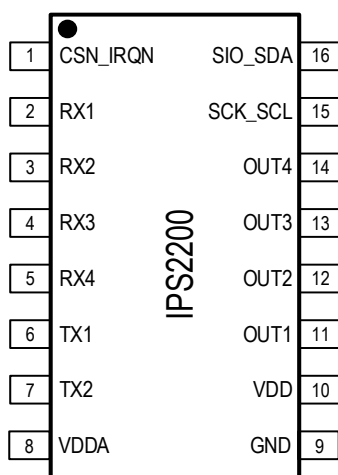 1 CSN_IRQN SIO_SDA 16
2 RX1 SCK_SCL 15
3 RX2 OUT4 14
4 RX3 OUT3 13
5 RX4 OUT2 12
6 TX1 OUT1 11
7 TX2 VDD 10
8 VDDA GND 9
IPS2200